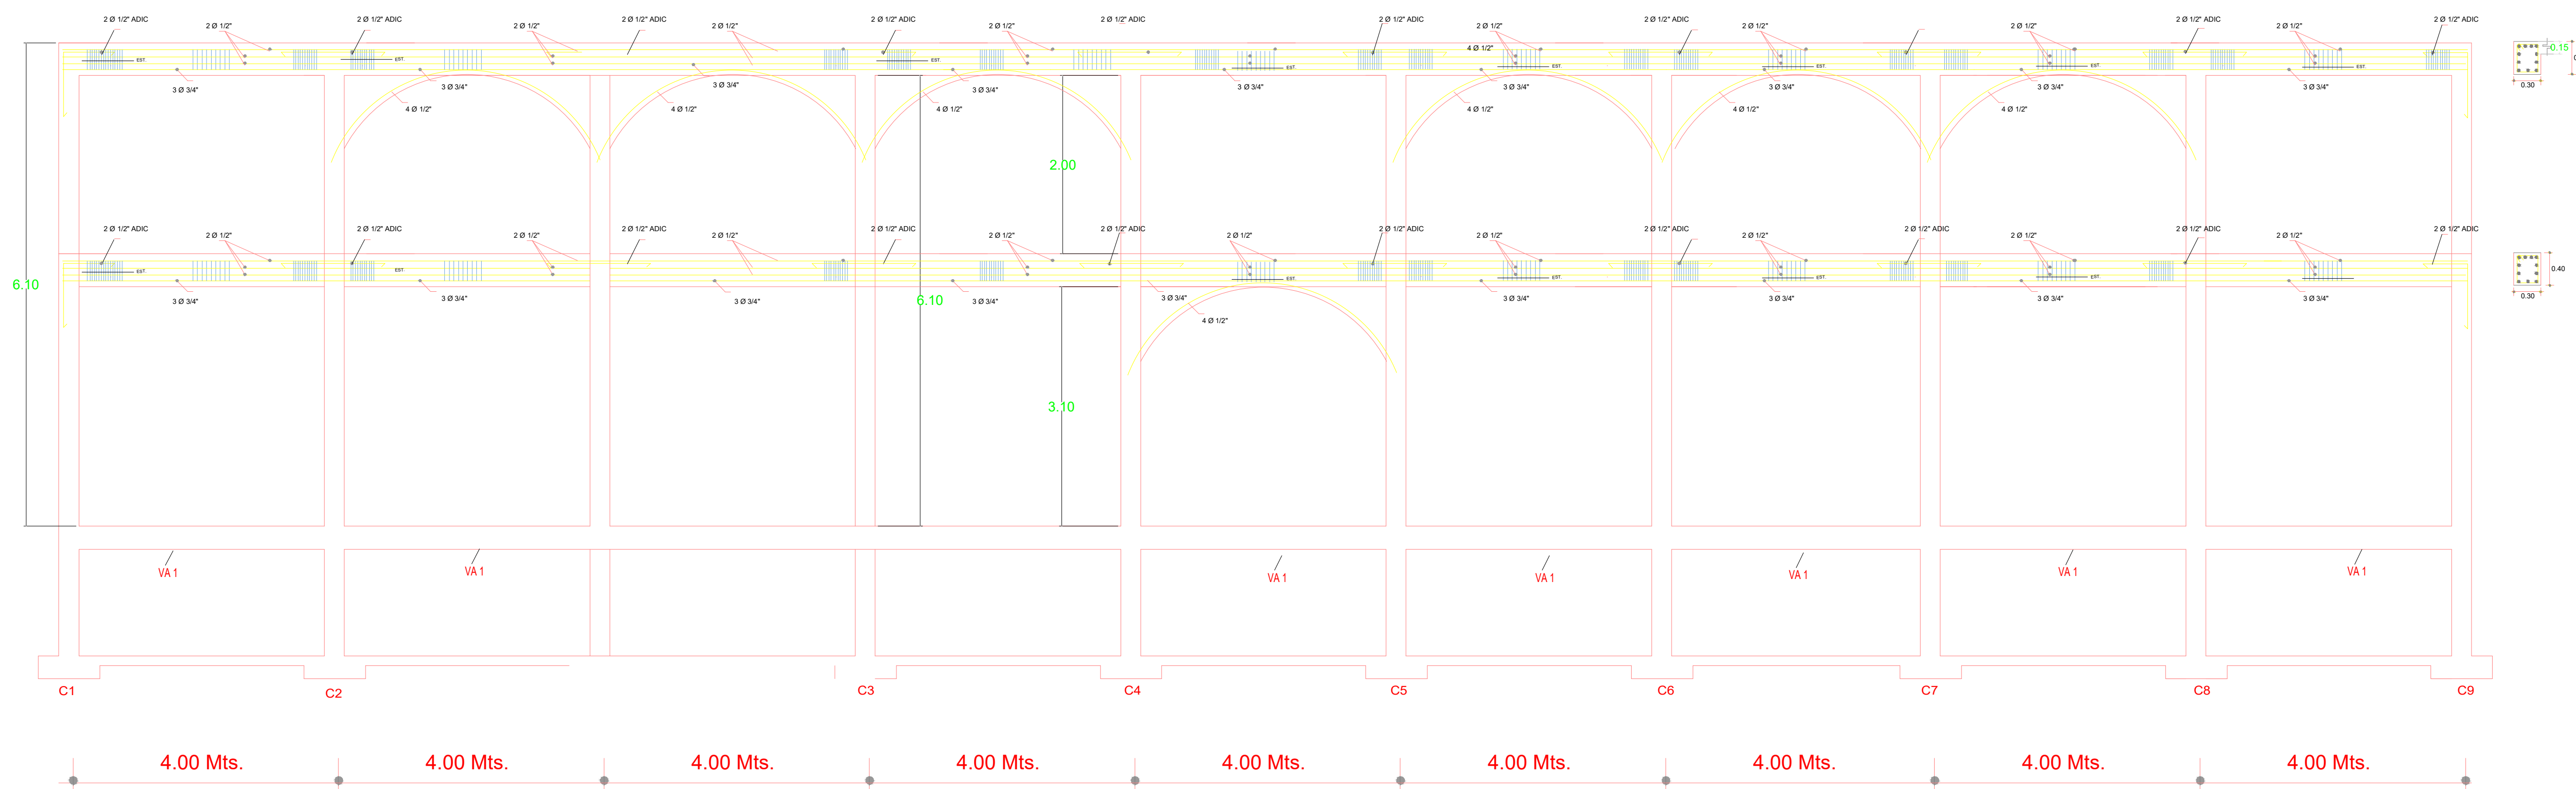 2 Ø 1/2" ADIC 2 Ø 1/2" 2 Ø 1/2" ADIC 2 Ø 1/2" 2 Ø 1/2" ADIC 2 Ø 1/2" 2 Ø 1/2" ADIC 2 Ø 1/2" 2 Ø 1/2" ADIC 2 Ø 1/2" ADIC 2 Ø 1/2" 2 Ø 1/2" ADIC 2 Ø 1/2" 2 Ø 1/2" 2 Ø 1/2" ADIC 2 Ø 1/2" 2 Ø 1/2" ADIC
4 Ø 1/2"
0.15
EST. EST. EST. EST. EST. EST. EST. EST.
3 Ø 3/4" 3 Ø 3/4" 3 Ø 3/4" 3 Ø 3/4" 3 Ø 3/4" 3 Ø 3/4" 3 Ø 3/4" 3 Ø 3/4" 3 Ø 3/4" 0.30
4 Ø 1/2" 4 Ø 1/2" 4 Ø 1/2" 4 Ø 1/2" 4 Ø 1/2" 4 Ø 1/2"
2.00
2 Ø 1/2" ADIC 2 Ø 1/2" 2 Ø 1/2" ADIC 2 Ø 1/2" 2 Ø 1/2" ADIC 2 Ø 1/2" 2 Ø 1/2" ADIC 2 Ø 1/2" 2 Ø 1/2" ADIC 2 Ø 1/2" 2 Ø 1/2" ADIC 2 Ø 1/2" 2 Ø 1/2" ADIC 2 Ø 1/2" 2 Ø 1/2" ADIC 2 Ø 1/2" 2 Ø 1/2" ADIC 2 Ø 1/2" 2 Ø 1/2" ADIC
EST. EST. EST. EST. EST. EST. 0.40
6.10
3 Ø 3/4" 3 Ø 3/4" 3 Ø 3/4" 6.10 3 Ø 3/4" 3 Ø 3/4" 3 Ø 3/4" 3 Ø 3/4" 3 Ø 3/4" 3 Ø 3/4" 0.30
4 Ø 1/2"
3.10
VA 1 VA 1 VA 1 VA 1 VA 1 VA 1 VA 1
C1 C2 C3 C4 C5 C6 C7 C8 C9
4.00 Mts. 4.00 Mts. 4.00 Mts. 4.00 Mts. 4.00 Mts. 4.00 Mts. 4.00 Mts. 4.00 Mts. 4.00 Mts.